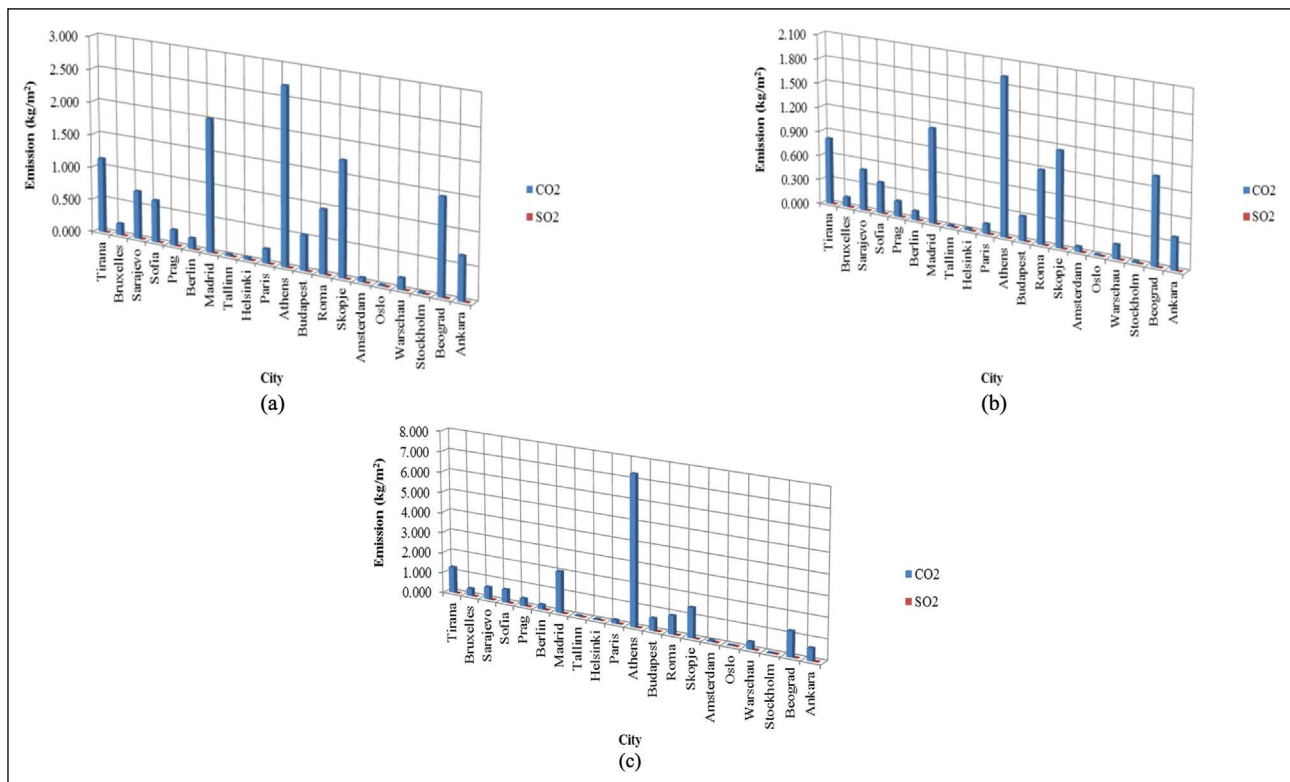 3.000
2.500
2.000
1.500
1.000
0.500
0.000
Emission (kg/m²)
Tirana
Bruxelles
Sarajevo
Sofia
Prag
Berlin
Madrid
Tallinn
Helsinki
Paris
Athens
Budapest
Roma
Skopje
Amsterdam
Oslo
Warschau
Stockholm
Beograd
Ankara
City
CO2
SO2
(a)
2.100
1.800
1.500
1.200
0.900
0.600
0.300
0.000
Emission (kg/m²)
Tirana
Bruxelles
Sarajevo
Sofia
Prag
Berlin
Madrid
Tallinn
Helsinki
Paris
Athens
Budapest
Roma
Skopje
Amsterdam
Oslo
Warschau
Stockholm
Beograd
Ankara
City
CO2
SO2
(b)
8.000
7.000
6.000
5.000
4.000
3.000
2.000
1.000
0.000
Emission (kg/m²)
Tirana
Bruxelles
Sarajevo
Sofia
Prag
Berlin
Madrid
Tallinn
Helsinki
Paris
Athens
Budapest
Roma
Skopje
Amsterdam
Oslo
Warschau
Stockholm
Beograd
Ankara
City
CO2
SO2
(c)